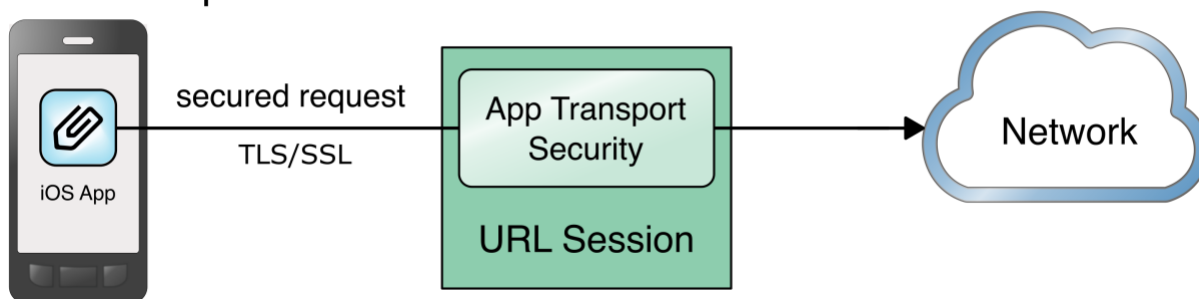 secured request
TLS/SSL
iOS App
App Transport
Security
URL Session
Network